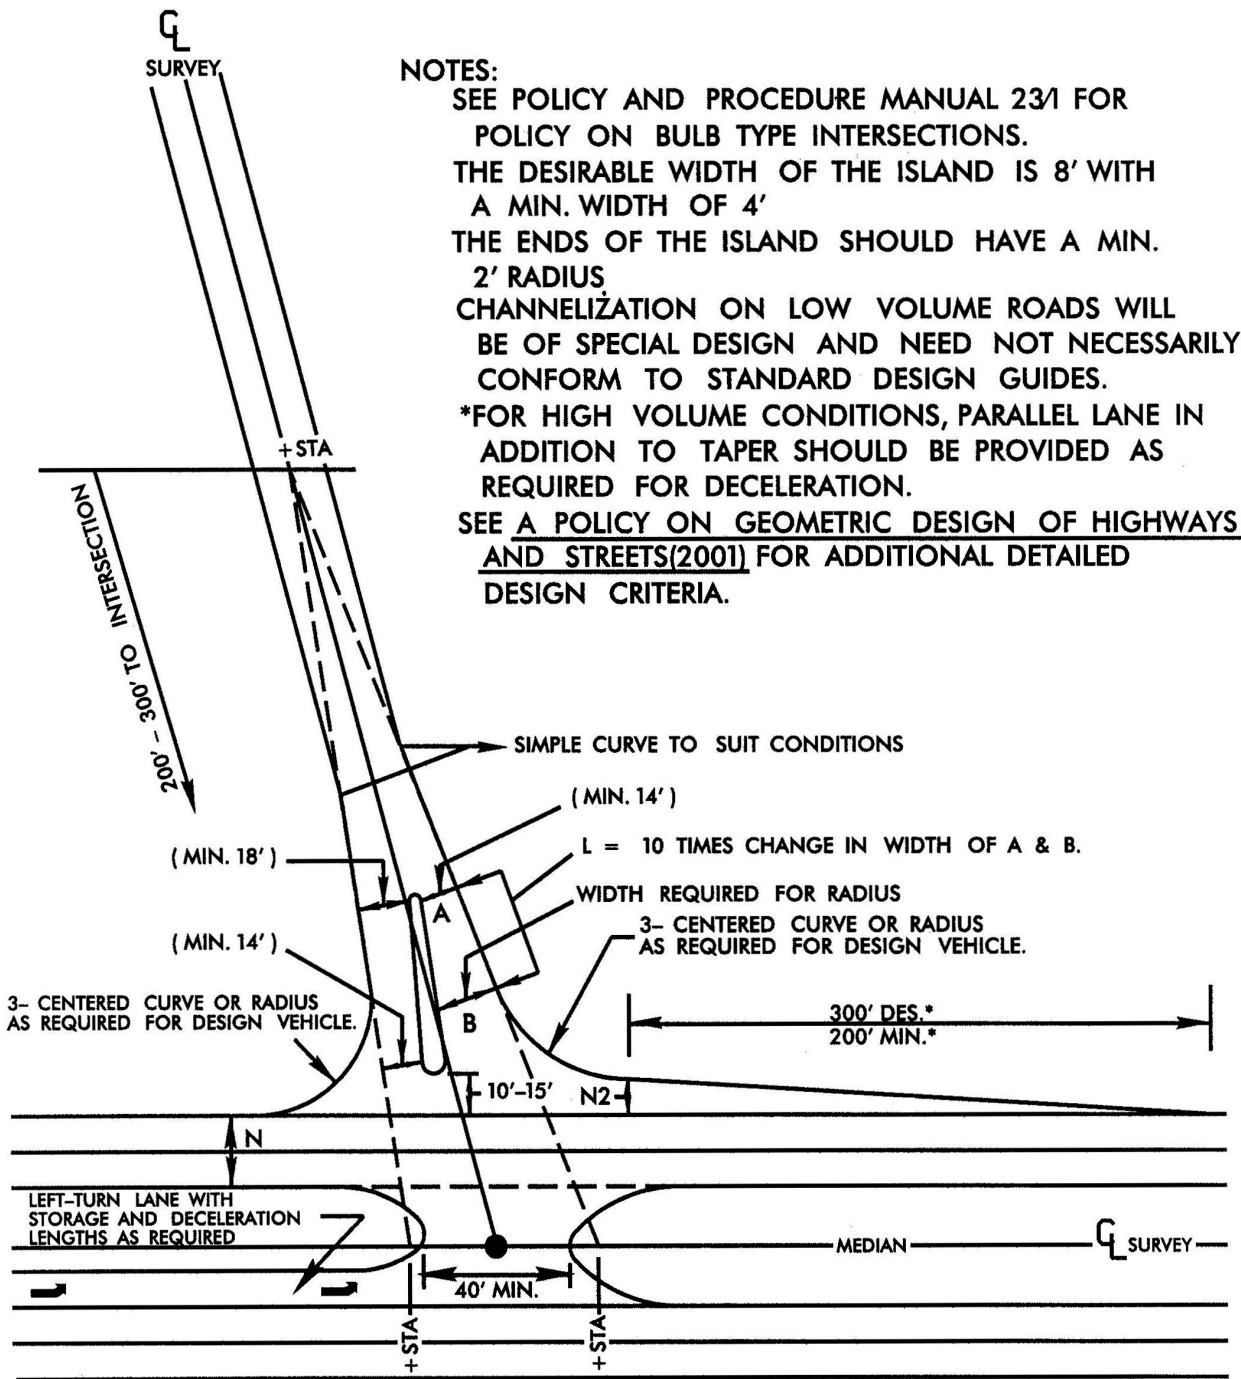 CL
SURVEY
NOTES:
SEE POLICY AND PROCEDURE MANUAL 23/1 FOR
POLICY ON BULB TYPE INTERSECTIONS.
THE DESIRABLE WIDTH OF THE ISLAND IS 8' WITH
A MIN. WIDTH OF 4'
THE ENDS OF THE ISLAND SHOULD HAVE A MIN.
2' RADIUS
CHANNELIZATION ON LOW VOLUME ROADS WILL
BE OF SPECIAL DESIGN AND NEED NOT NECESSARILY
CONFORM TO STANDARD DESIGN GUIDES.
*FOR HIGH VOLUME CONDITIONS, PARALLEL LANE IN
ADDITION TO TAPER SHOULD BE PROVIDED AS
REQUIRED FOR DECELERATION.
SEE A POLICY ON GEOMETRIC DESIGN OF HIGHWAYS
AND STREETS(2001) FOR ADDITIONAL DETAILED
DESIGN CRITERIA.
+STA
200' - 300' TO INTERSECTION
SIMPLE CURVE TO SUIT CONDITIONS
(MIN. 14')
L = 10 TIMES CHANGE IN WIDTH OF A & B.
(MIN. 18')
A
WIDTH REQUIRED FOR RADIUS
3- CENTERED CURVE OR RADIUS
AS REQUIRED FOR DESIGN VEHICLE.
(MIN. 14')
3- CENTERED CURVE OR RADIUS
AS REQUIRED FOR DESIGN VEHICLE.
B
300' DES.*
200' MIN.*
10'-15'
N2
N
LEFT-TURN LANE WITH
STORAGE AND DECELERATION
LENGTHS AS REQUIRED
MEDIAN
CL SURVEY
40' MIN.
+STA
+STA